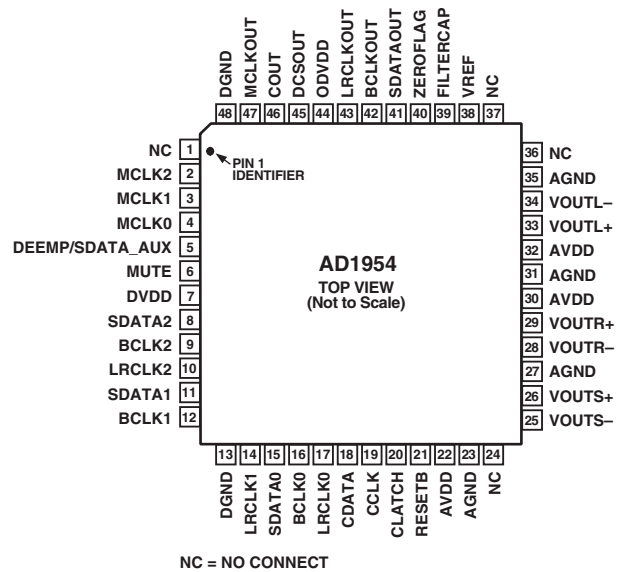 DGND
MCLKOUT
COUT
DCSOUT
ODVDD
LRCLKOUT
BCLKOUT
SDATAOUT
ZEROFLAG
FILTERCAP
VREF
NC
48 47 46 45 44 43 42 41 40 39 38 37
NC 1
MCLK2 2
MCLK1 3
MCLK0 4
DEEMP/SDATA_AUX 5
MUTE 6
DVDD 7
SDATA2 8
BCLK2 9
LRCLK2 10
SDATA1 11
BCLK1 12
PIN 1
IDENTIFIER
AD1954
TOP VIEW
(Not to Scale)
36 NC
35 AGND
34 VOUTL–
33 VOUTL+
32 AVDD
31 AGND
30 AVDD
29 VOUTR+
28 VOUTR–
27 AGND
26 VOUTS+
25 VOUTS–
13 14 15 16 17 18 19 20 21 22 23 24
DGND
LRCLK1
SDATA0
BCLK0
LRCLK0
CDATA
CCLK
CLATCH
RESETB
AVDD
AGND
NC
NC = NO CONNECT